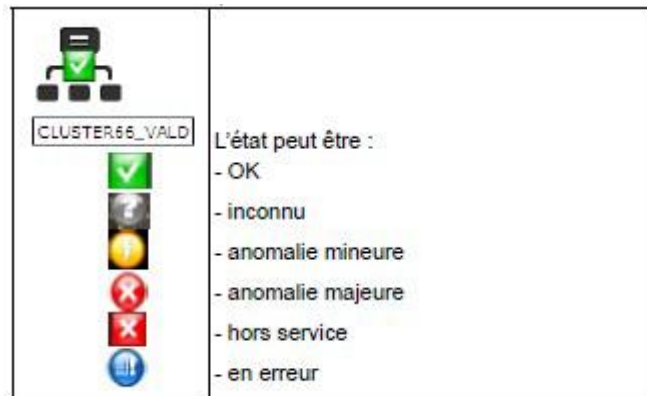 CLUSTER66_VALD
L'état peut être :
- OK
- inconnu
- anomalie mineure
- anomalie majeure
- hors service
- en erreur